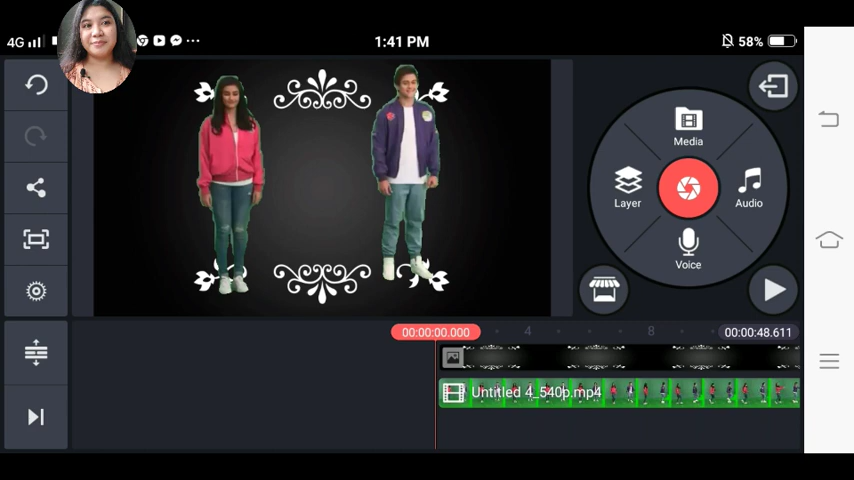 4G
1:41 PM
58%
Media
Layer
Audio
Voice
00:00:00.000
4
8
00:00:48.611
Untitled 4_540p.mp4